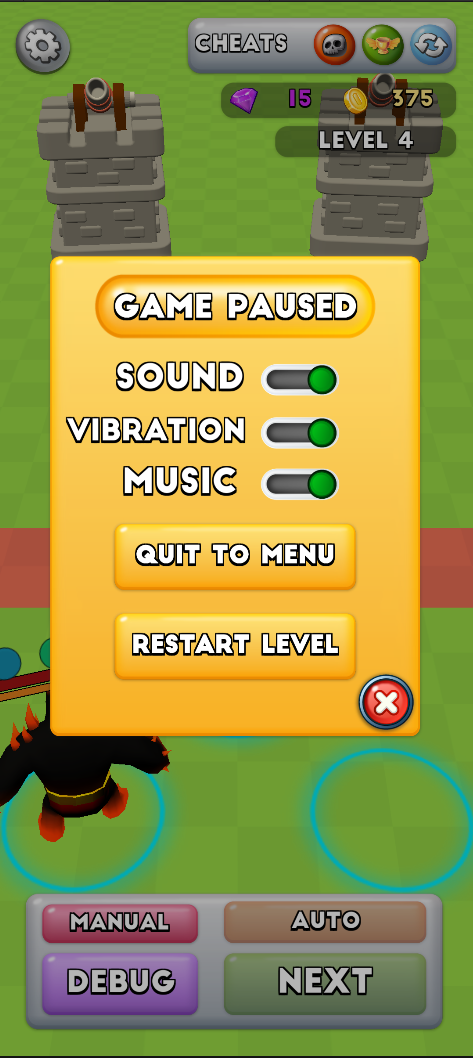 CHEATS
15
375
LEVEL 4
GAME PAUSED
SOUND
VIBRATION
MUSIC
QUIT TO MENU
RESTART LEVEL
MANUAL
AUTO
DEBUG
NEXT